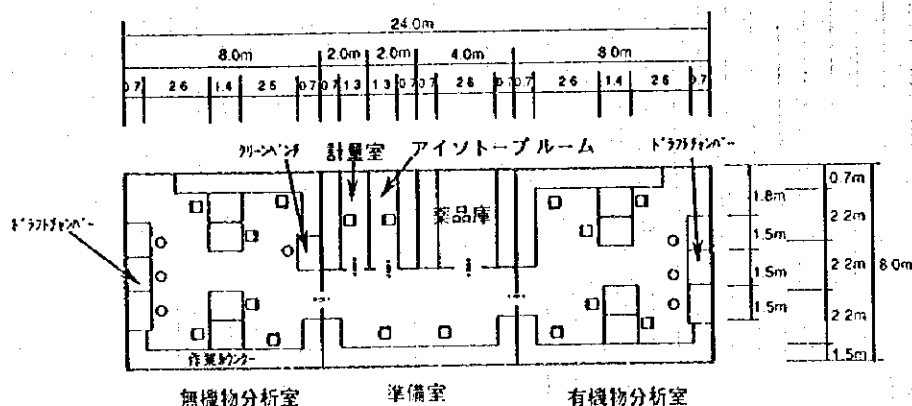 24.0m
8.0m 2.0m 2.0m 4.0m 8.0m
0.7 2.6 1.4 2.6 0.7 0.7 1.3 1.3 0.7 0.7 2.6 0.7 0.7 2.6 1.4 2.6 0.7
クリーンベンチ 計量室 アイソトープルーム ドラフトチャンバー
ドラフトチャンバー
薬品庫
1.8m
1.5m
1.5m
1.5m
0.7m
2.2m
2.2m
2.2m
1.5m
8.0m
作業カウンター
無機物分析室 準備室 有機物分析室